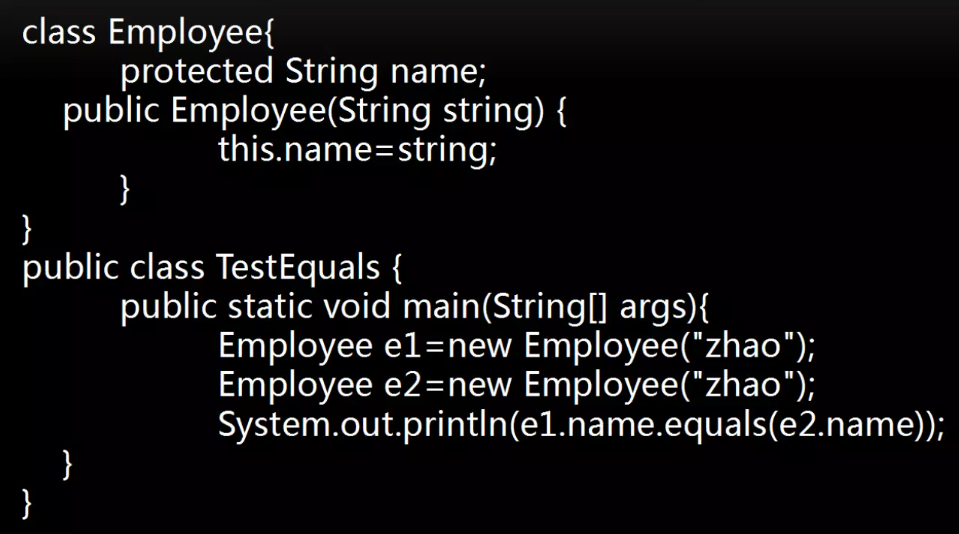 class Employee{
protected String name;
public Employee(String string) {
this.name=string;
}
}
public class TestEquals {
public static void main(String[] args){
Employee e1=new Employee("zhao");
Employee e2=new Employee("zhao");
System.out.println(e1.name.equals(e2.name));
}
}